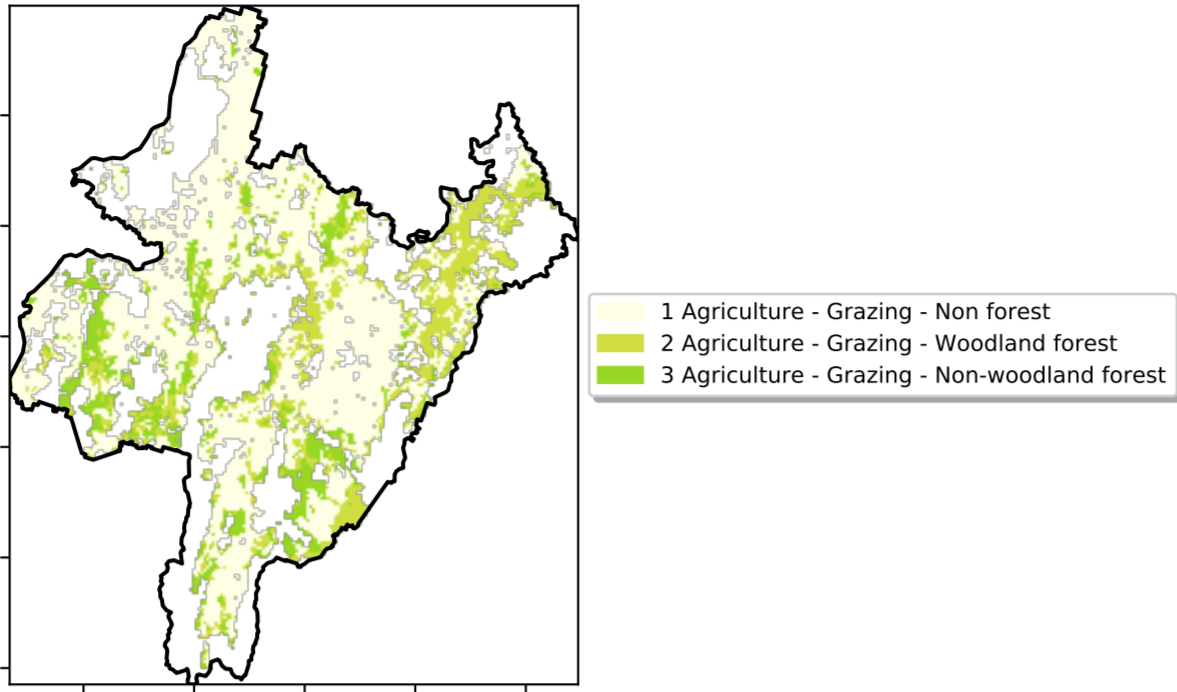 1 Agriculture - Grazing - Non forest
2 Agriculture - Grazing - Woodland forest
3 Agriculture - Grazing - Non-woodland forest